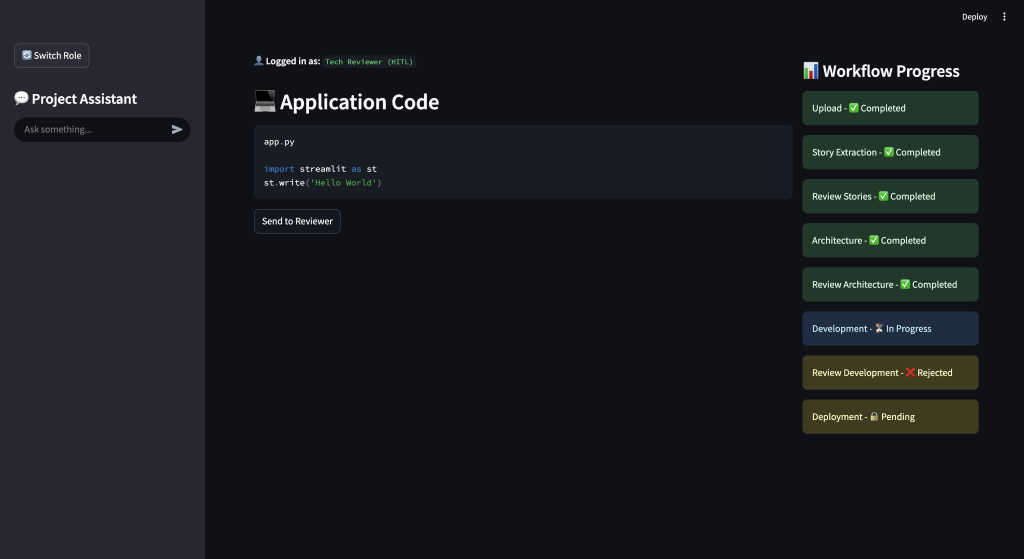 Deploy
Switch Role
Project Assistant
Ask something...
Logged in as: Tech Reviewer (HITL)
Application Code
app.py
import streamlit as st
st.write('Hello World')
Send to Reviewer
Workflow Progress
Upload - ✅ Completed
Story Extraction - ✅ Completed
Review Stories - ✅ Completed
Architecture - ✅ Completed
Review Architecture - ✅ Completed
Development - ⏳ In Progress
Review Development - ❌ Rejected
Deployment - 🔒 Pending